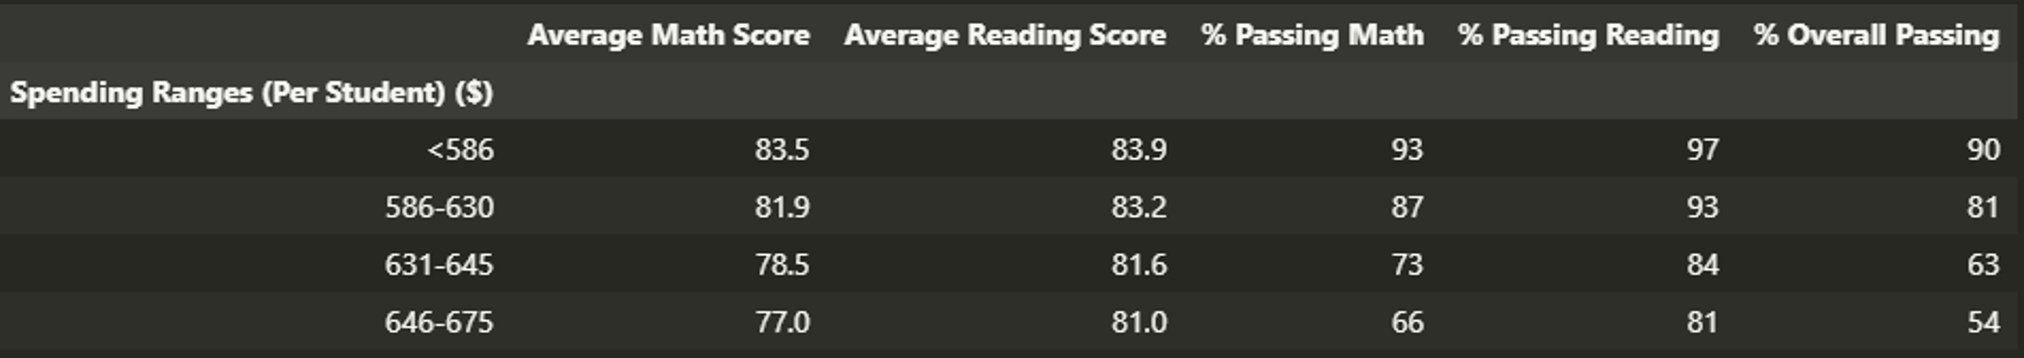 Average Math Score Average Reading Score % Passing Math % Passing Reading % Overall Passing
Spending Ranges (Per Student) ($)
<586 83.5 83.9 93 97 90
586-630 81.9 83.2 87 93 81
631-645 78.5 81.6 73 84 63
646-675 77.0 81.0 66 81 54